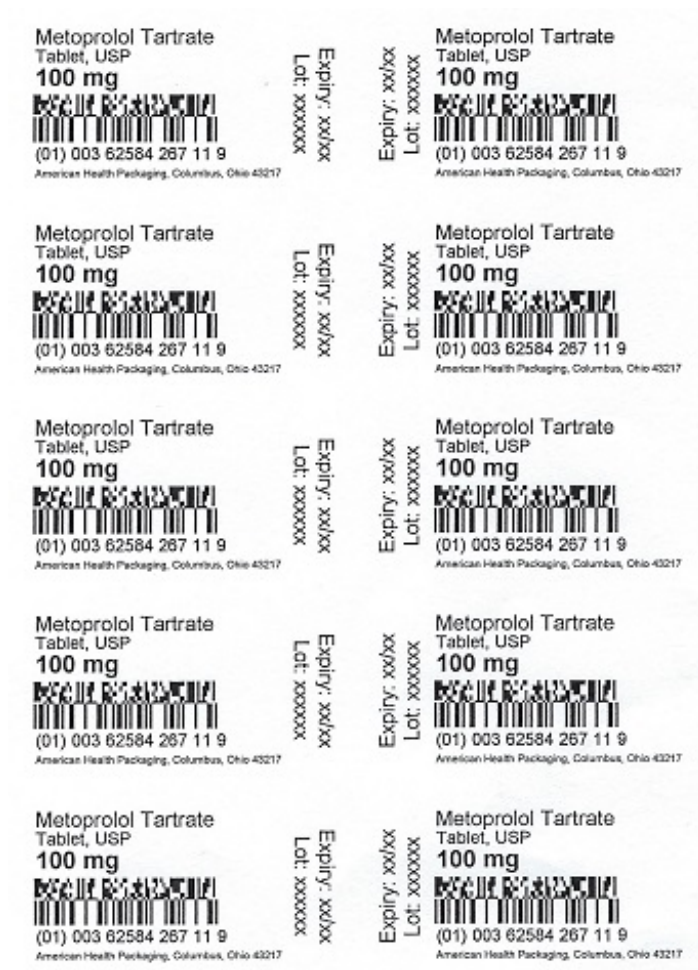 Metoprolol Tartrate
Tablet, USP
100 mg
(01) 003 62584 267 11 9
American Health Packaging, Columbus, Ohio 43217
Expiry: xx/xx
Lot: xxxxxx
Expiry: xx/xx
Lot: xxxxxx
Metoprolol Tartrate
Tablet, USP
100 mg
(01) 003 62584 267 11 9
American Health Packaging, Columbus, Ohio 43217
Metoprolol Tartrate
Tablet, USP
100 mg
(01) 003 62584 267 11 9
American Health Packaging, Columbus, Ohio 43217
Expiry: xx/xx
Lot: xxxxxx
Expiry: xx/xx
Lot: xxxxxx
Metoprolol Tartrate
Tablet, USP
100 mg
(01) 003 62584 267 11 9
American Health Packaging, Columbus, Ohio 43217
Metoprolol Tartrate
Tablet, USP
100 mg
(01) 003 62584 267 11 9
American Health Packaging, Columbus, Ohio 43217
Expiry: xx/xx
Lot: xxxxxx
Expiry: xx/xx
Lot: xxxxxx
Metoprolol Tartrate
Tablet, USP
100 mg
(01) 003 62584 267 11 9
American Health Packaging, Columbus, Ohio 43217
Metoprolol Tartrate
Tablet, USP
100 mg
(01) 003 62584 267 11 9
American Health Packaging, Columbus, Ohio 43217
Expiry: xx/xx
Lot: xxxxxx
Expiry: xx/xx
Lot: xxxxxx
Metoprolol Tartrate
Tablet, USP
100 mg
(01) 003 62584 267 11 9
American Health Packaging, Columbus, Ohio 43217
Metoprolol Tartrate
Tablet, USP
100 mg
(01) 003 62584 267 11 9
American Health Packaging, Columbus, Ohio 43217
Expiry: xx/xx
Lot: xxxxxx
Expiry: xx/xx
Lot: xxxxxx
Metoprolol Tartrate
Tablet, USP
100 mg
(01) 003 62584 267 11 9
American Health Packaging, Columbus, Ohio 43217